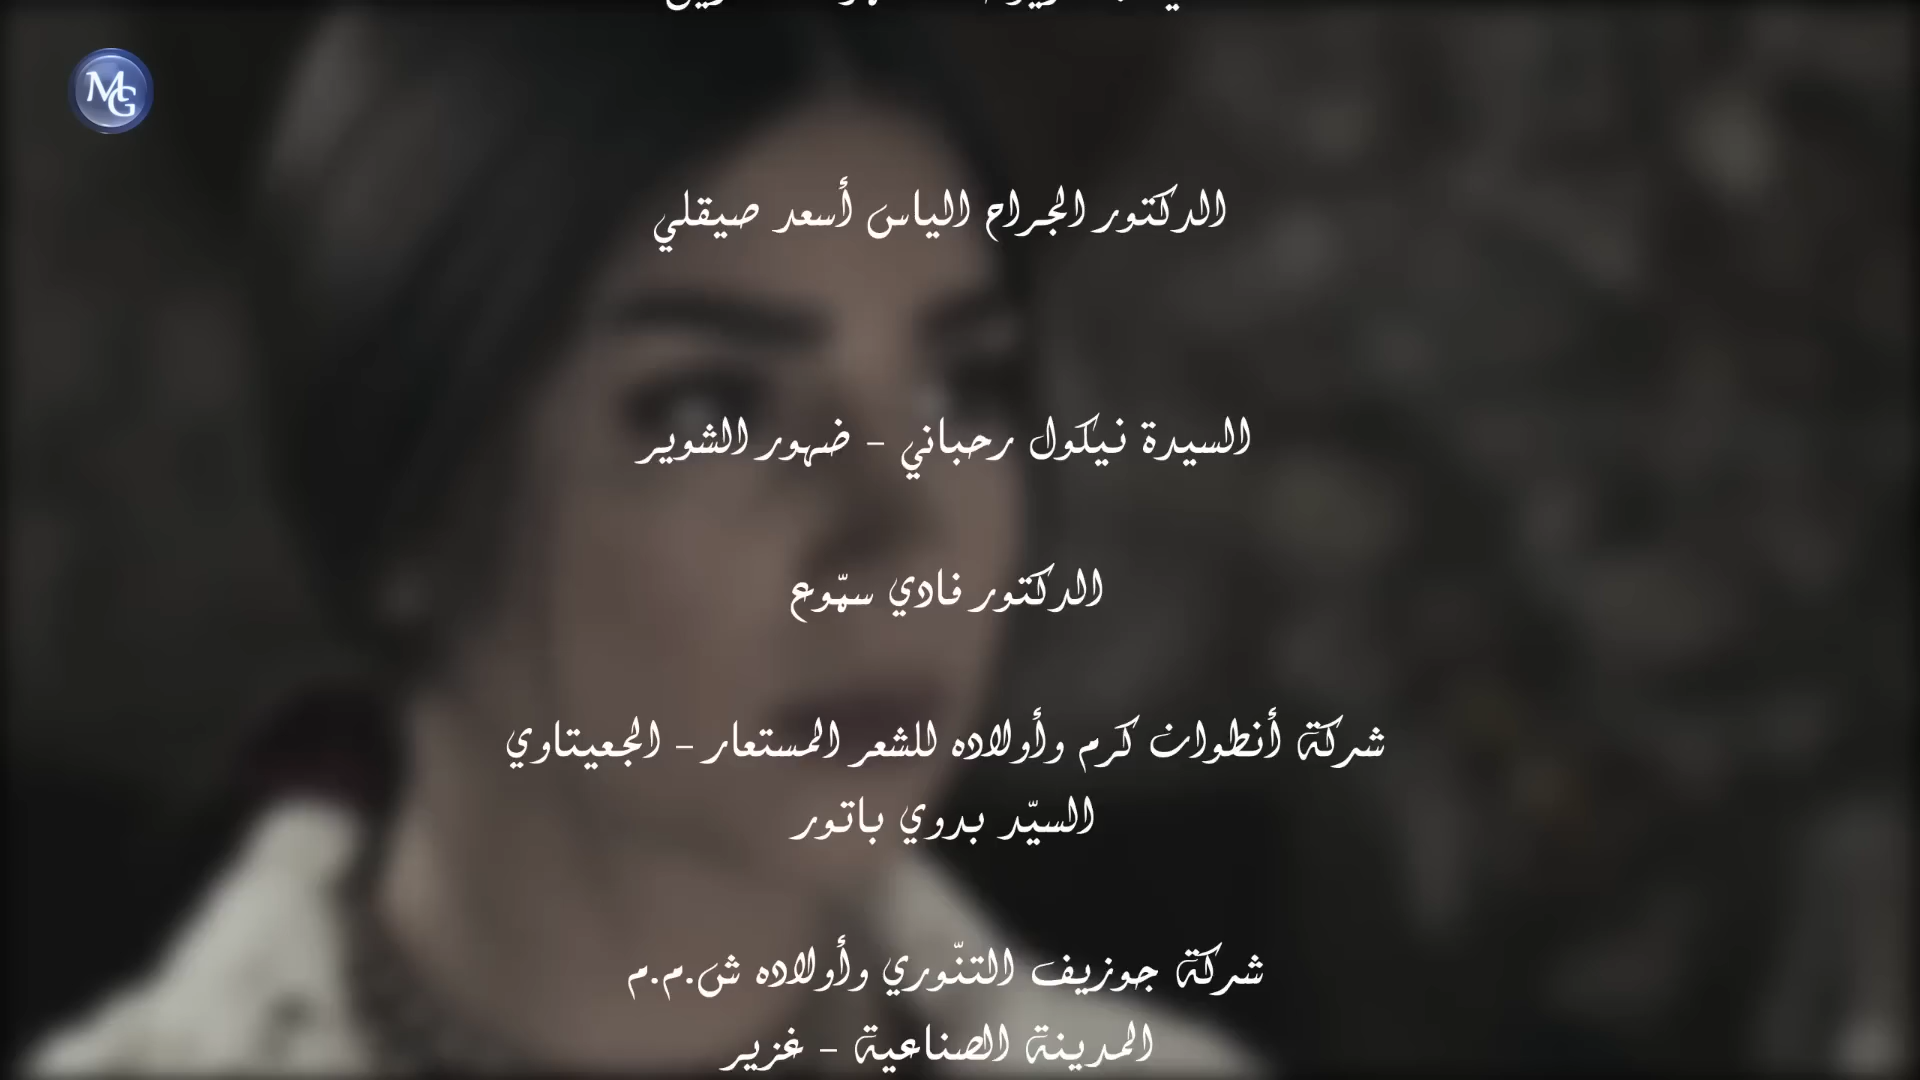 MG
الدكتور الجراح الياس أسعد صيقلي
السيدة نيكول رحباني - ضهور الشوير
الدكتور فادي سمّوع
شركة أنطوان كرم وأولاده للشعر المستعار - الجعيتاوي
السيّد بدوي باتور
شركة جوزيف التنّوري وأولاده ش.م.م
المدينة الصناعية - غزير